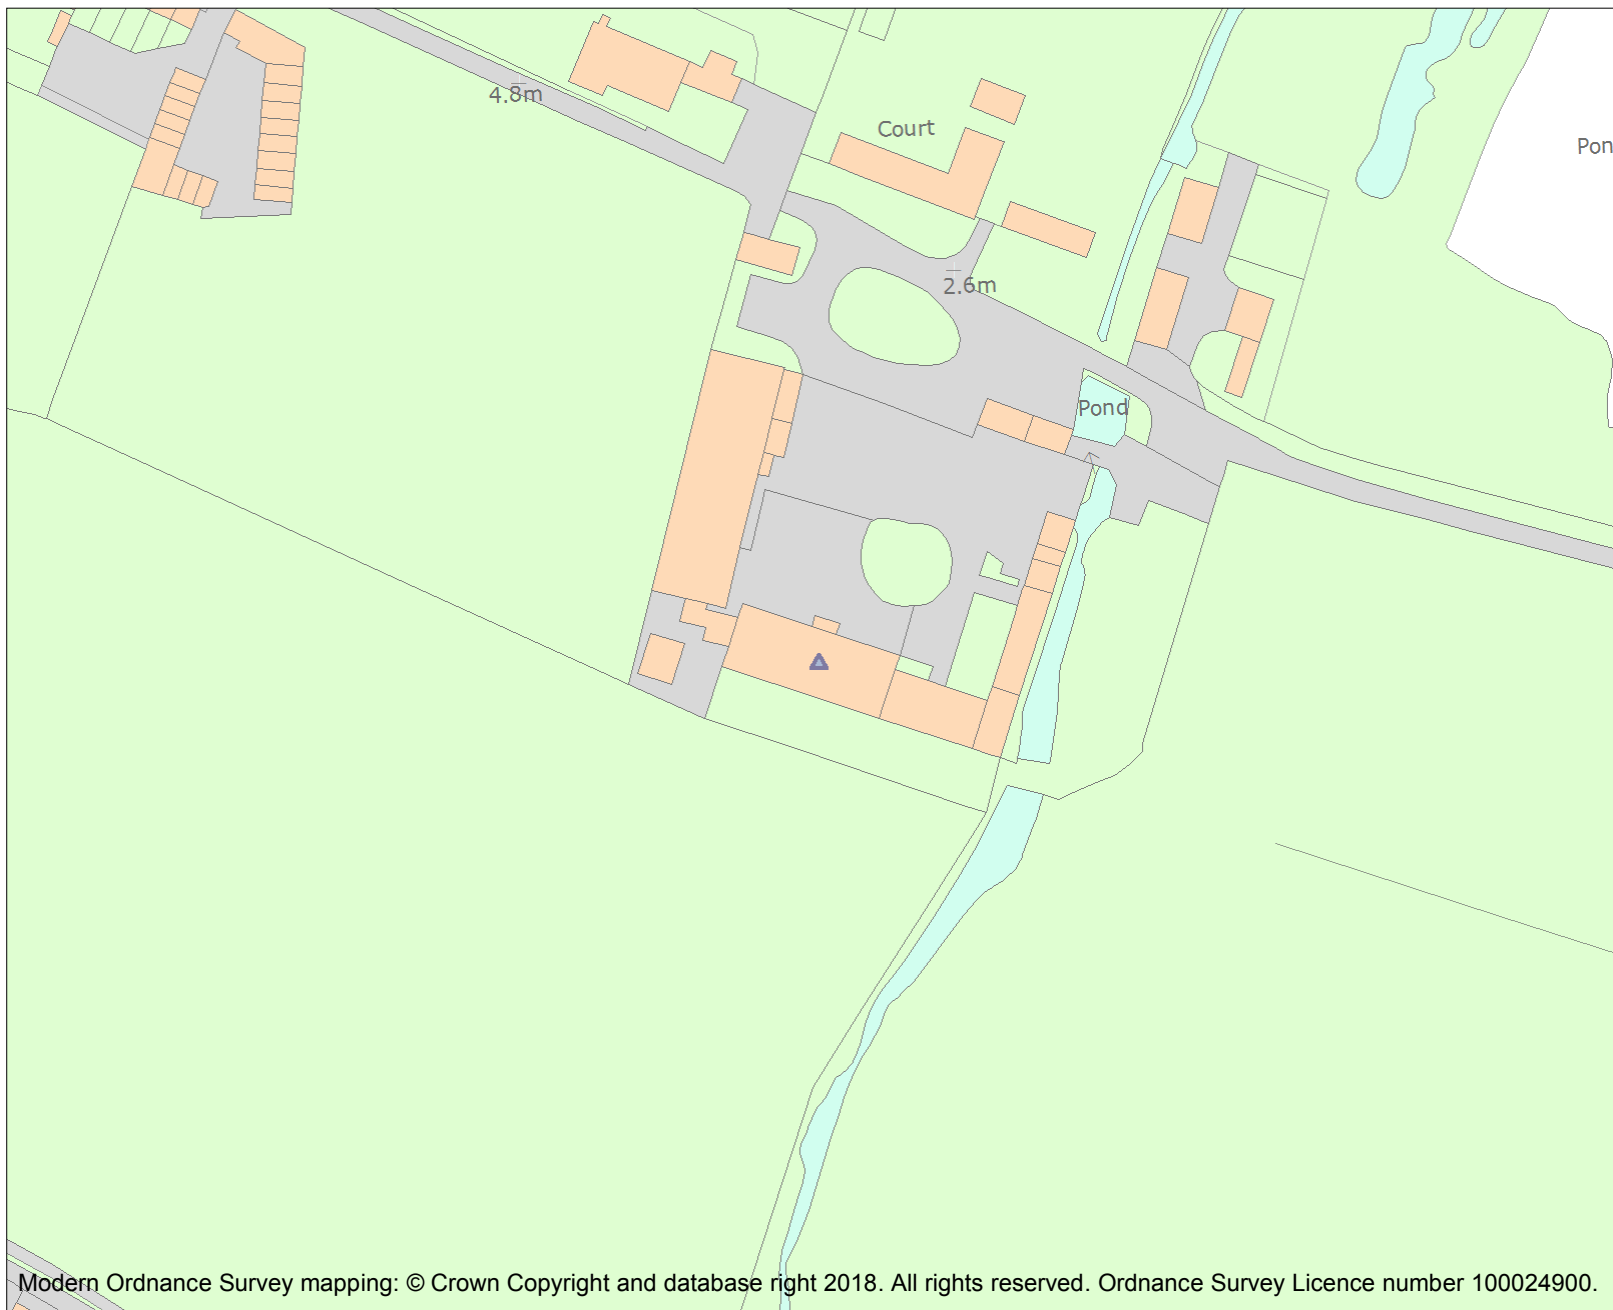 4.8m
Court
Pon
2.6m
Pond
Modern Ordnance Survey mapping: © Crown Copyright and database right 2018. All rights reserved. Ordnance Survey Licence number 100024900.